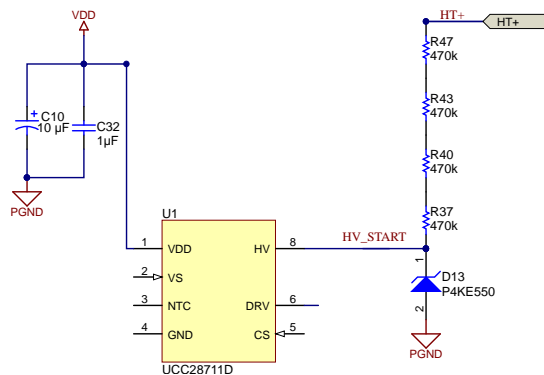 VDD
HT+
HT+
R47
470k
C10
10 µF
C32
1µF
R43
470k
R40
470k
PGND
U1
R37
470k
HV_START
1
VDD
HV
8
2
VS
1
D13
P4KE550
3
NTC
DRV
6
2
4
GND
CS
5
PGND
UCC28711D